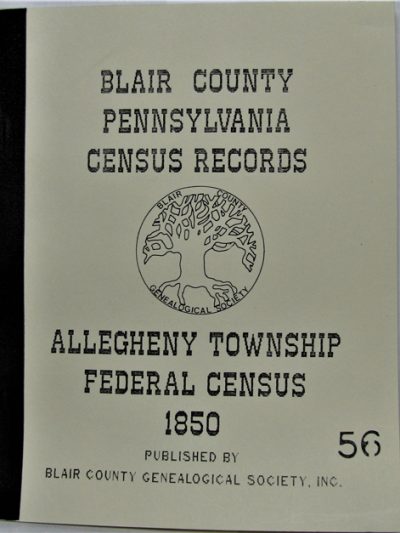 BLAIR COUNTY
PENNSYLVANIA
CENSUS RECORDS
BLAIR COUNTY
GENEALOGICAL SOCIETY
ALLEGHENY TOWNSHIP
FEDERAL CENSUS
1850
56
PUBLISHED BY
BLAIR COUNTY GENEALOGICAL SOCIETY, INC.